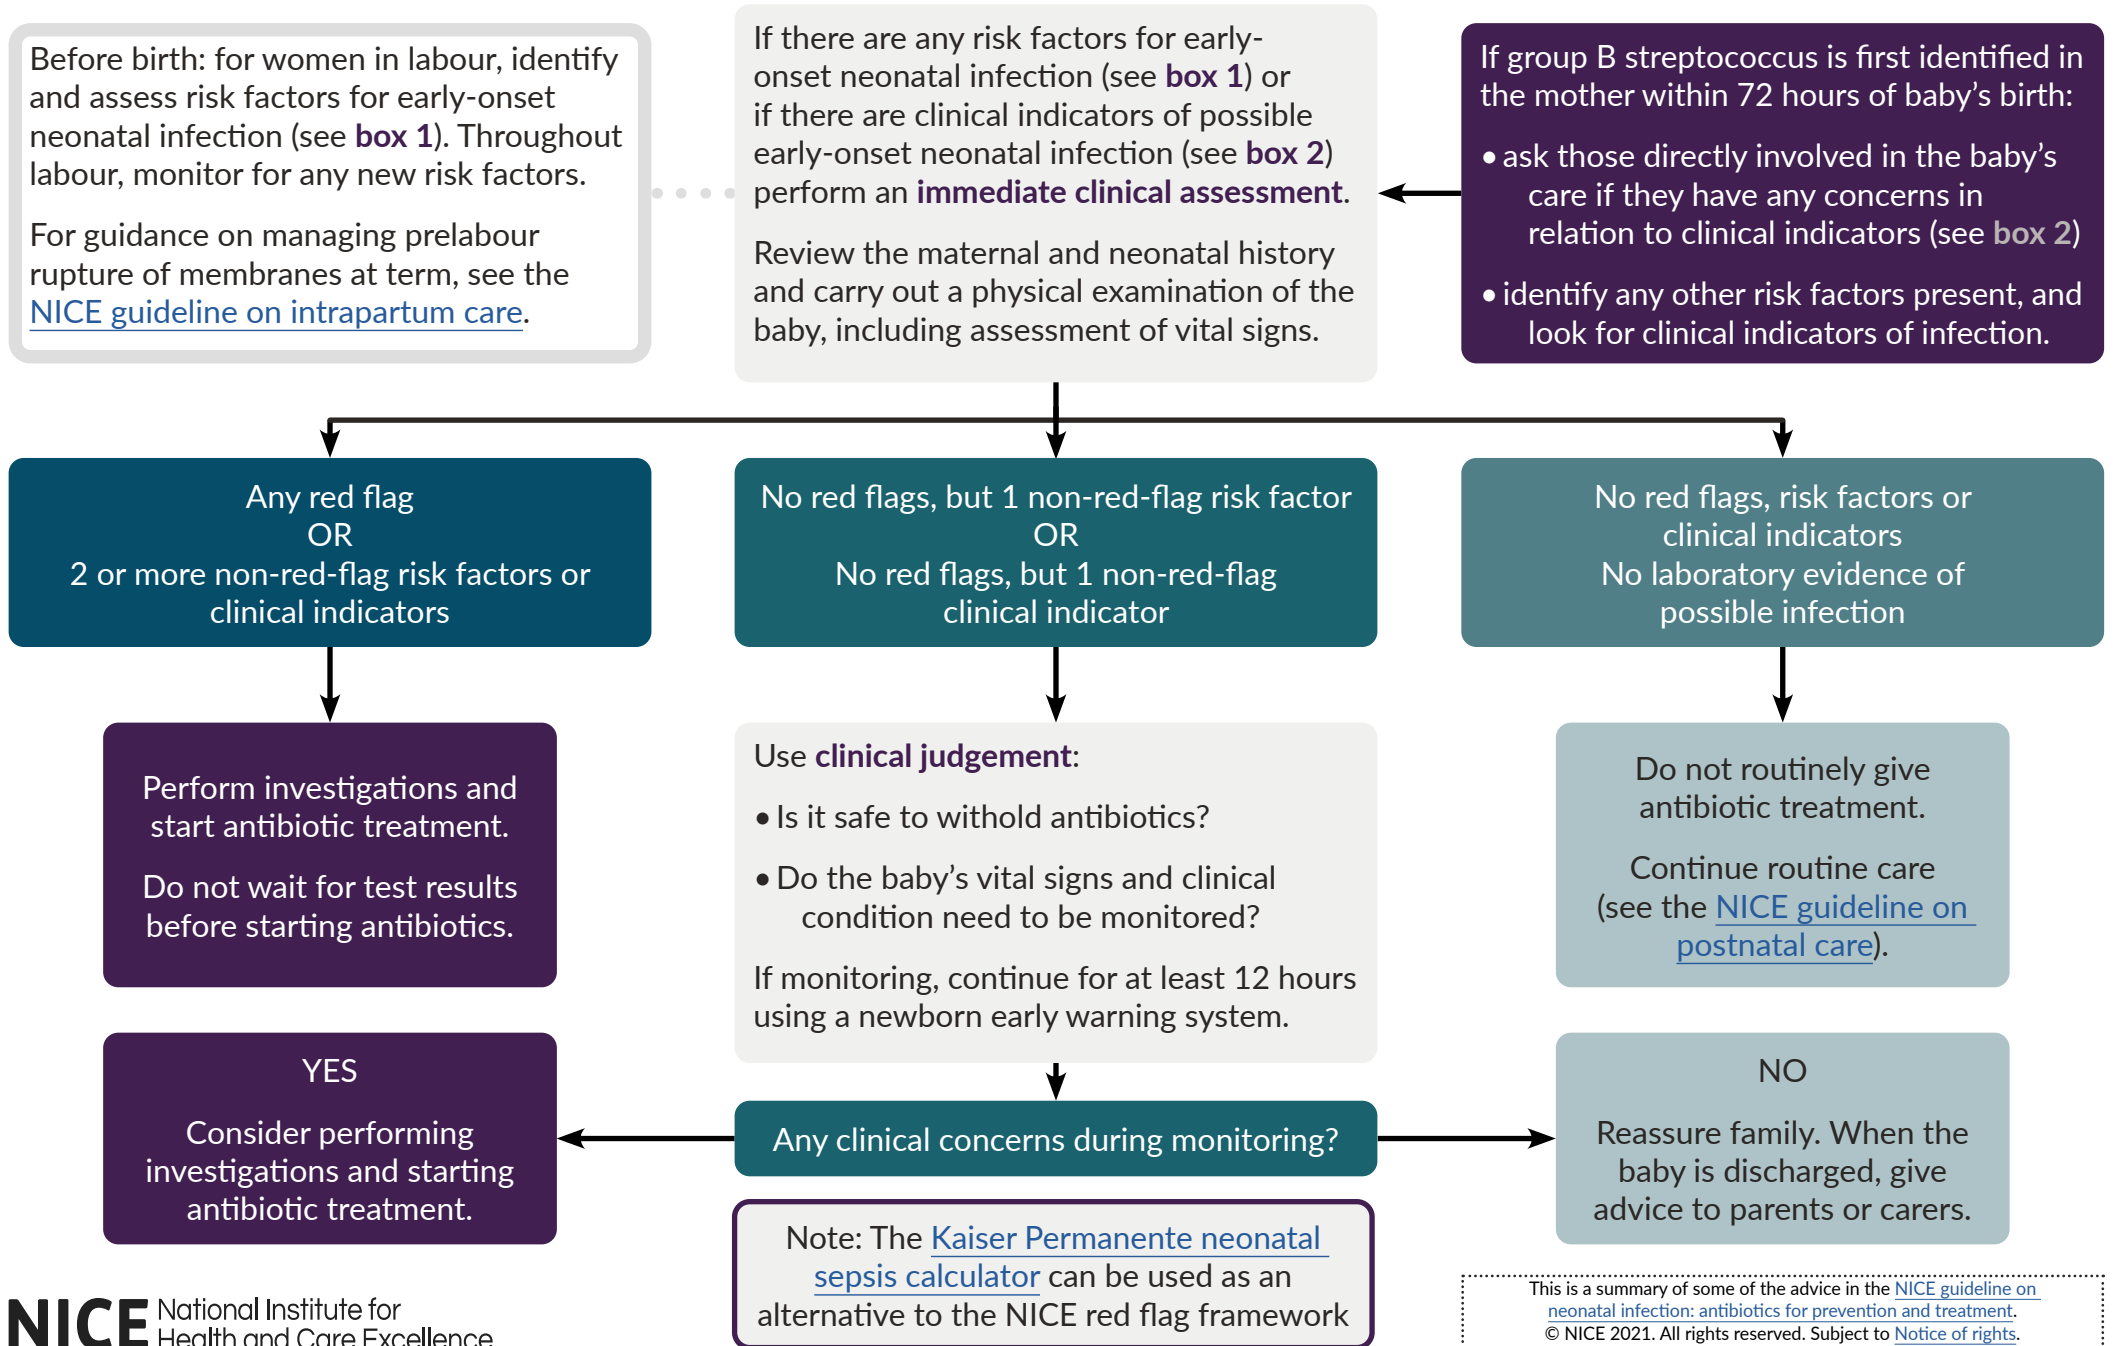 Before birth: for women in labour, identify
and assess risk factors for early-onset
neonatal infection (see box 1). Throughout
labour, monitor for any new risk factors.
For guidance on managing prelabour
rupture of membranes at term, see the
NICE guideline on intrapartum care.
If there are any risk factors for early-
onset neonatal infection (see box 1) or
if there are clinical indicators of possible
early-onset neonatal infection (see box 2)
perform an immediate clinical assessment.
Review the maternal and neonatal history
and carry out a physical examination of the
baby, including assessment of vital signs.
If group B streptococcus is first identified in
the mother within 72 hours of baby’s birth:
• ask those directly involved in the baby’s
care if they have any concerns in
relation to clinical indicators (see box 2)
• identify any other risk factors present, and
look for clinical indicators of infection.
Any red flag
OR
2 or more non-red-flag risk factors or
clinical indicators
No red flags, but 1 non-red-flag risk factor
OR
No red flags, but 1 non-red-flag
clinical indicator
No red flags, risk factors or
clinical indicators
No laboratory evidence of
possible infection
Perform investigations and
start antibiotic treatment.
Do not wait for test results
before starting antibiotics.
Use clinical judgement:
• Is it safe to withold antibiotics?
• Do the baby’s vital signs and clinical
condition need to be monitored?
If monitoring, continue for at least 12 hours
using a newborn early warning system.
Do not routinely give
antibiotic treatment.
Continue routine care
(see the NICE guideline on
postnatal care).
YES
Consider performing
investigations and starting
antibiotic treatment.
Any clinical concerns during monitoring?
NO
Reassure family. When the
baby is discharged, give
advice to parents or carers.
Note: The Kaiser Permanente neonatal
sepsis calculator can be used as an
alternative to the NICE red flag framework
NICE National Institute for
Health and Care Excellence
This is a summary of some of the advice in the NICE guideline on
neonatal infection: antibiotics for prevention and treatment.
© NICE 2021. All rights reserved. Subject to Notice of rights.